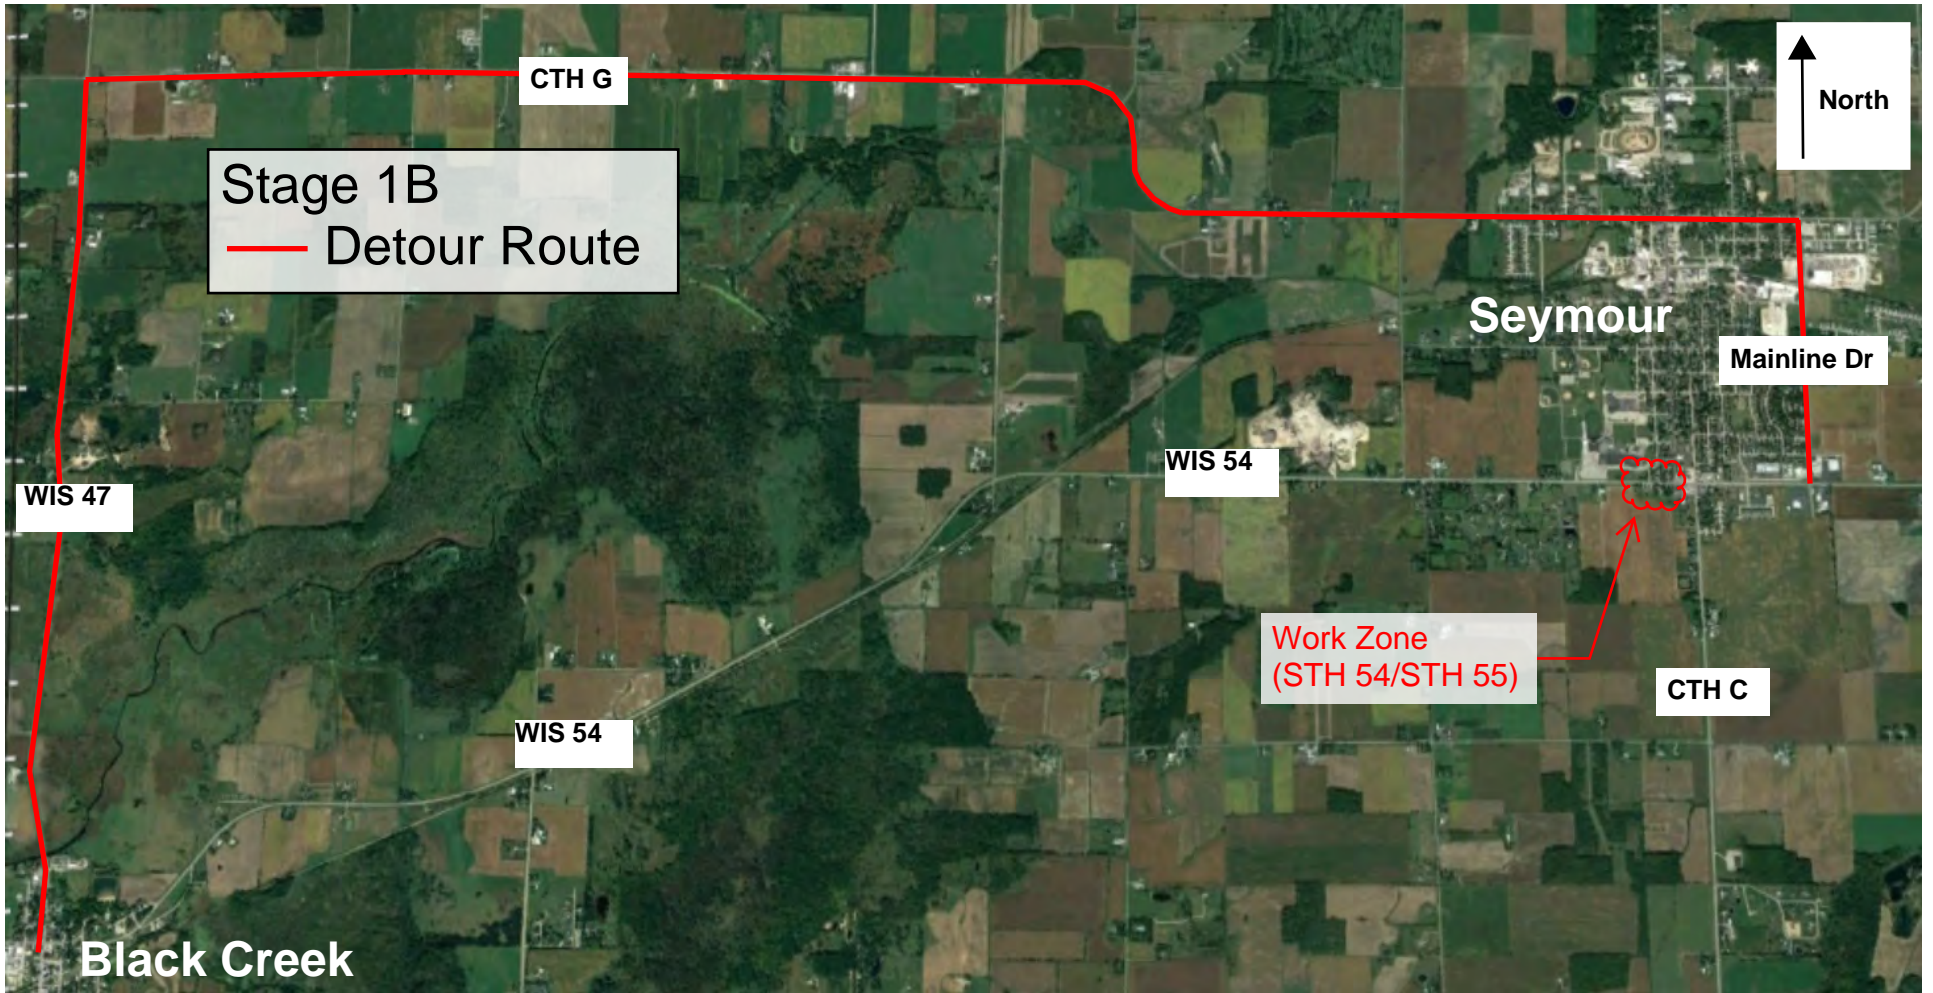 CTH G
North
Stage 1B
Detour Route
Seymour
Mainline Dr
WIS 54
WIS 47
Work Zone
(STH 54/STH 55)
CTH C
WIS 54
Black Creek